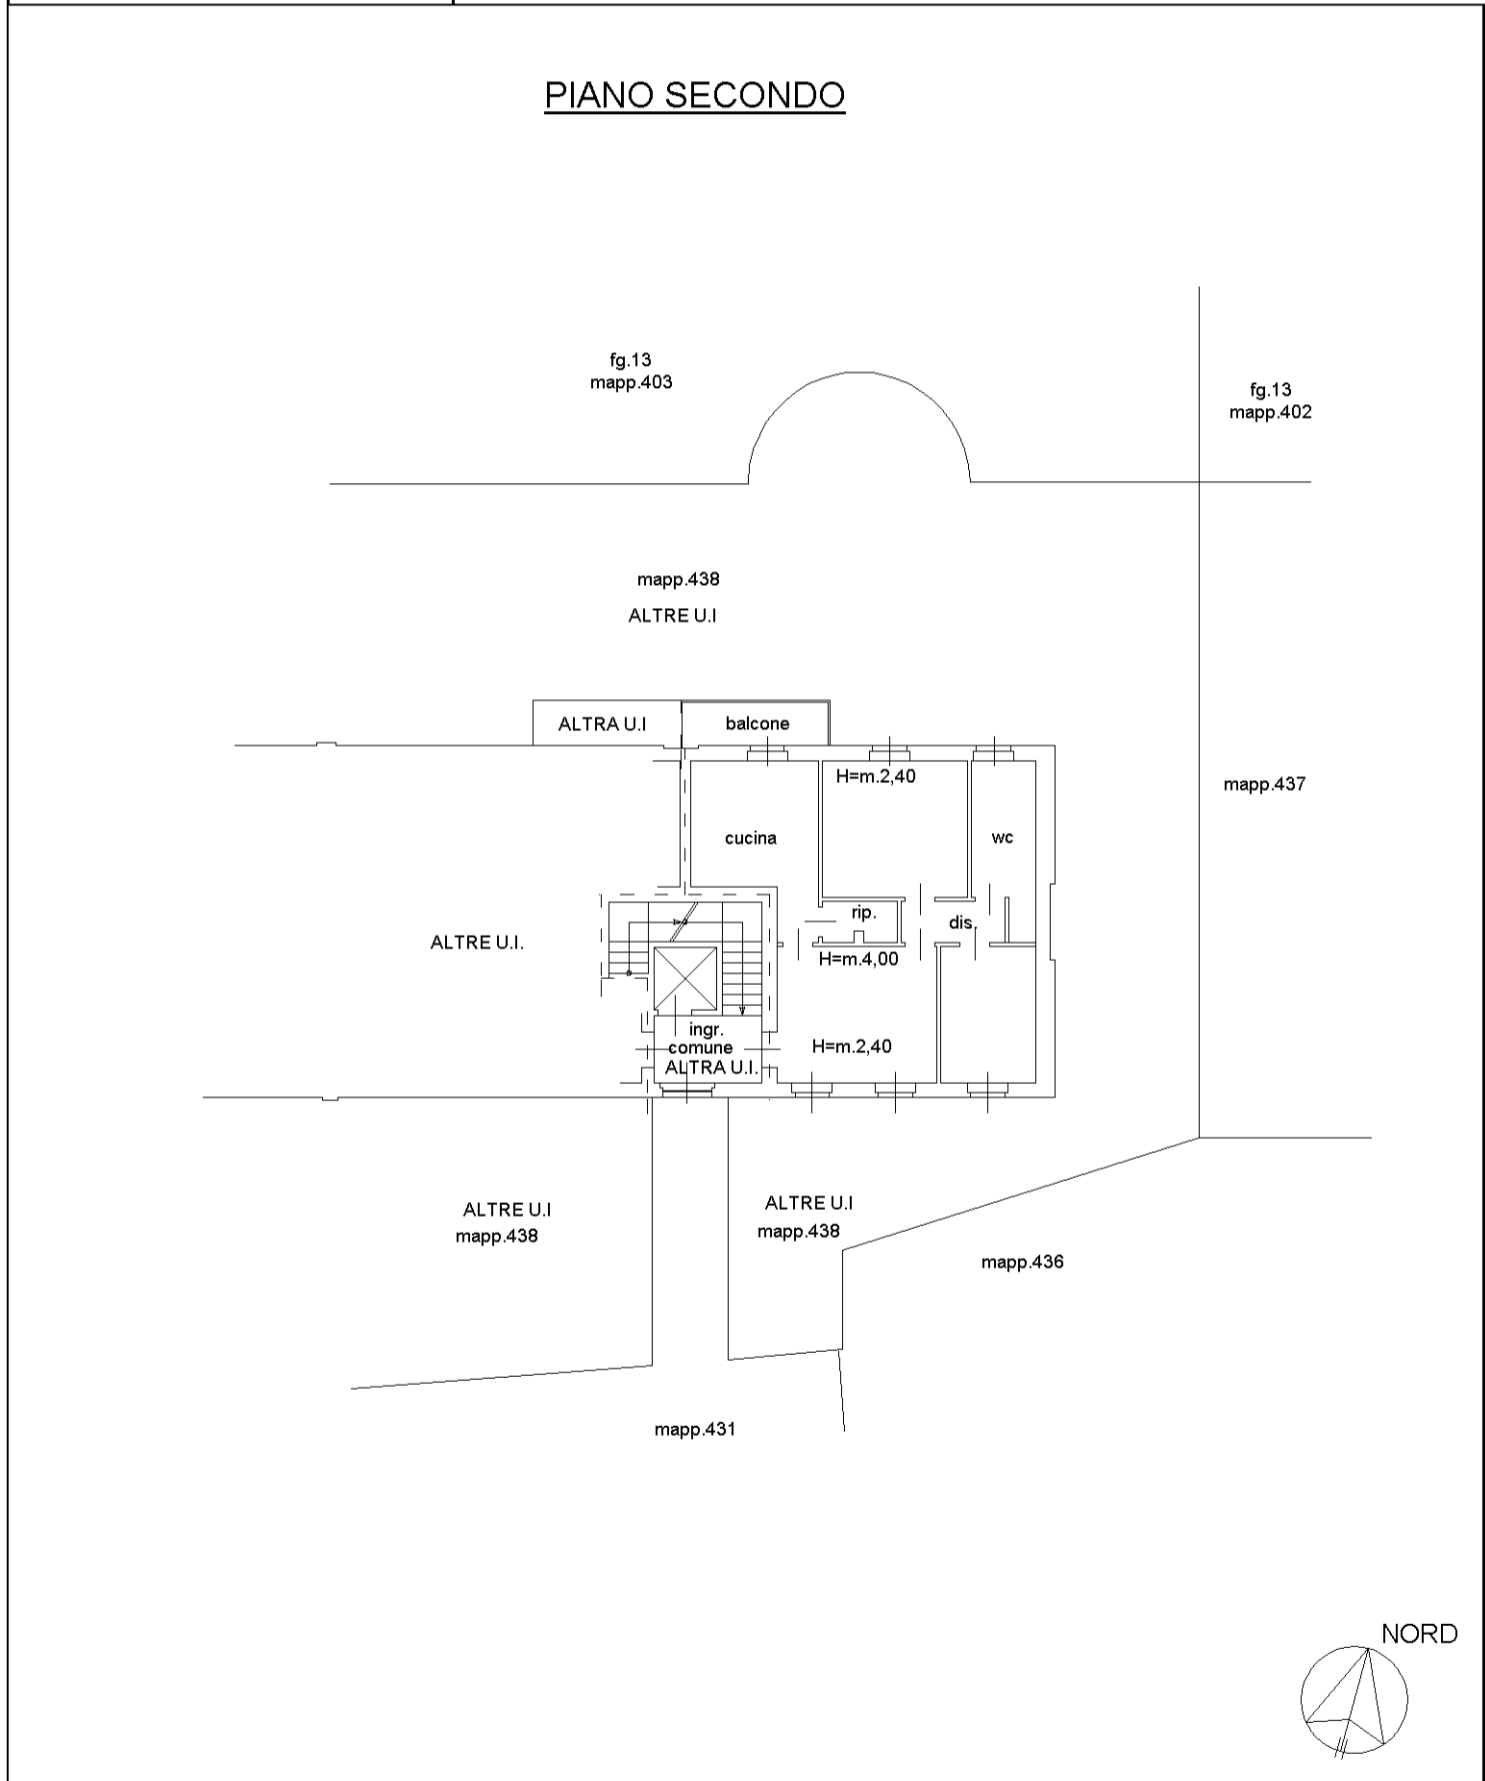 PIANO SECONDO
fg.13
mapp.403
fg.13
mapp.402
mapp.438
ALTRE U.I
ALTRA U.I
balcone
H=m.2,40
mapp.437
cucina
wc
rip.
dis.
ALTRE U.I.
H=m.4,00
ingr.
comune
H=m.2,40
ALTRA U.I.
ALTRE U.I
mapp.438
ALTRE U.I
mapp.438
mapp.436
mapp.431
NORD